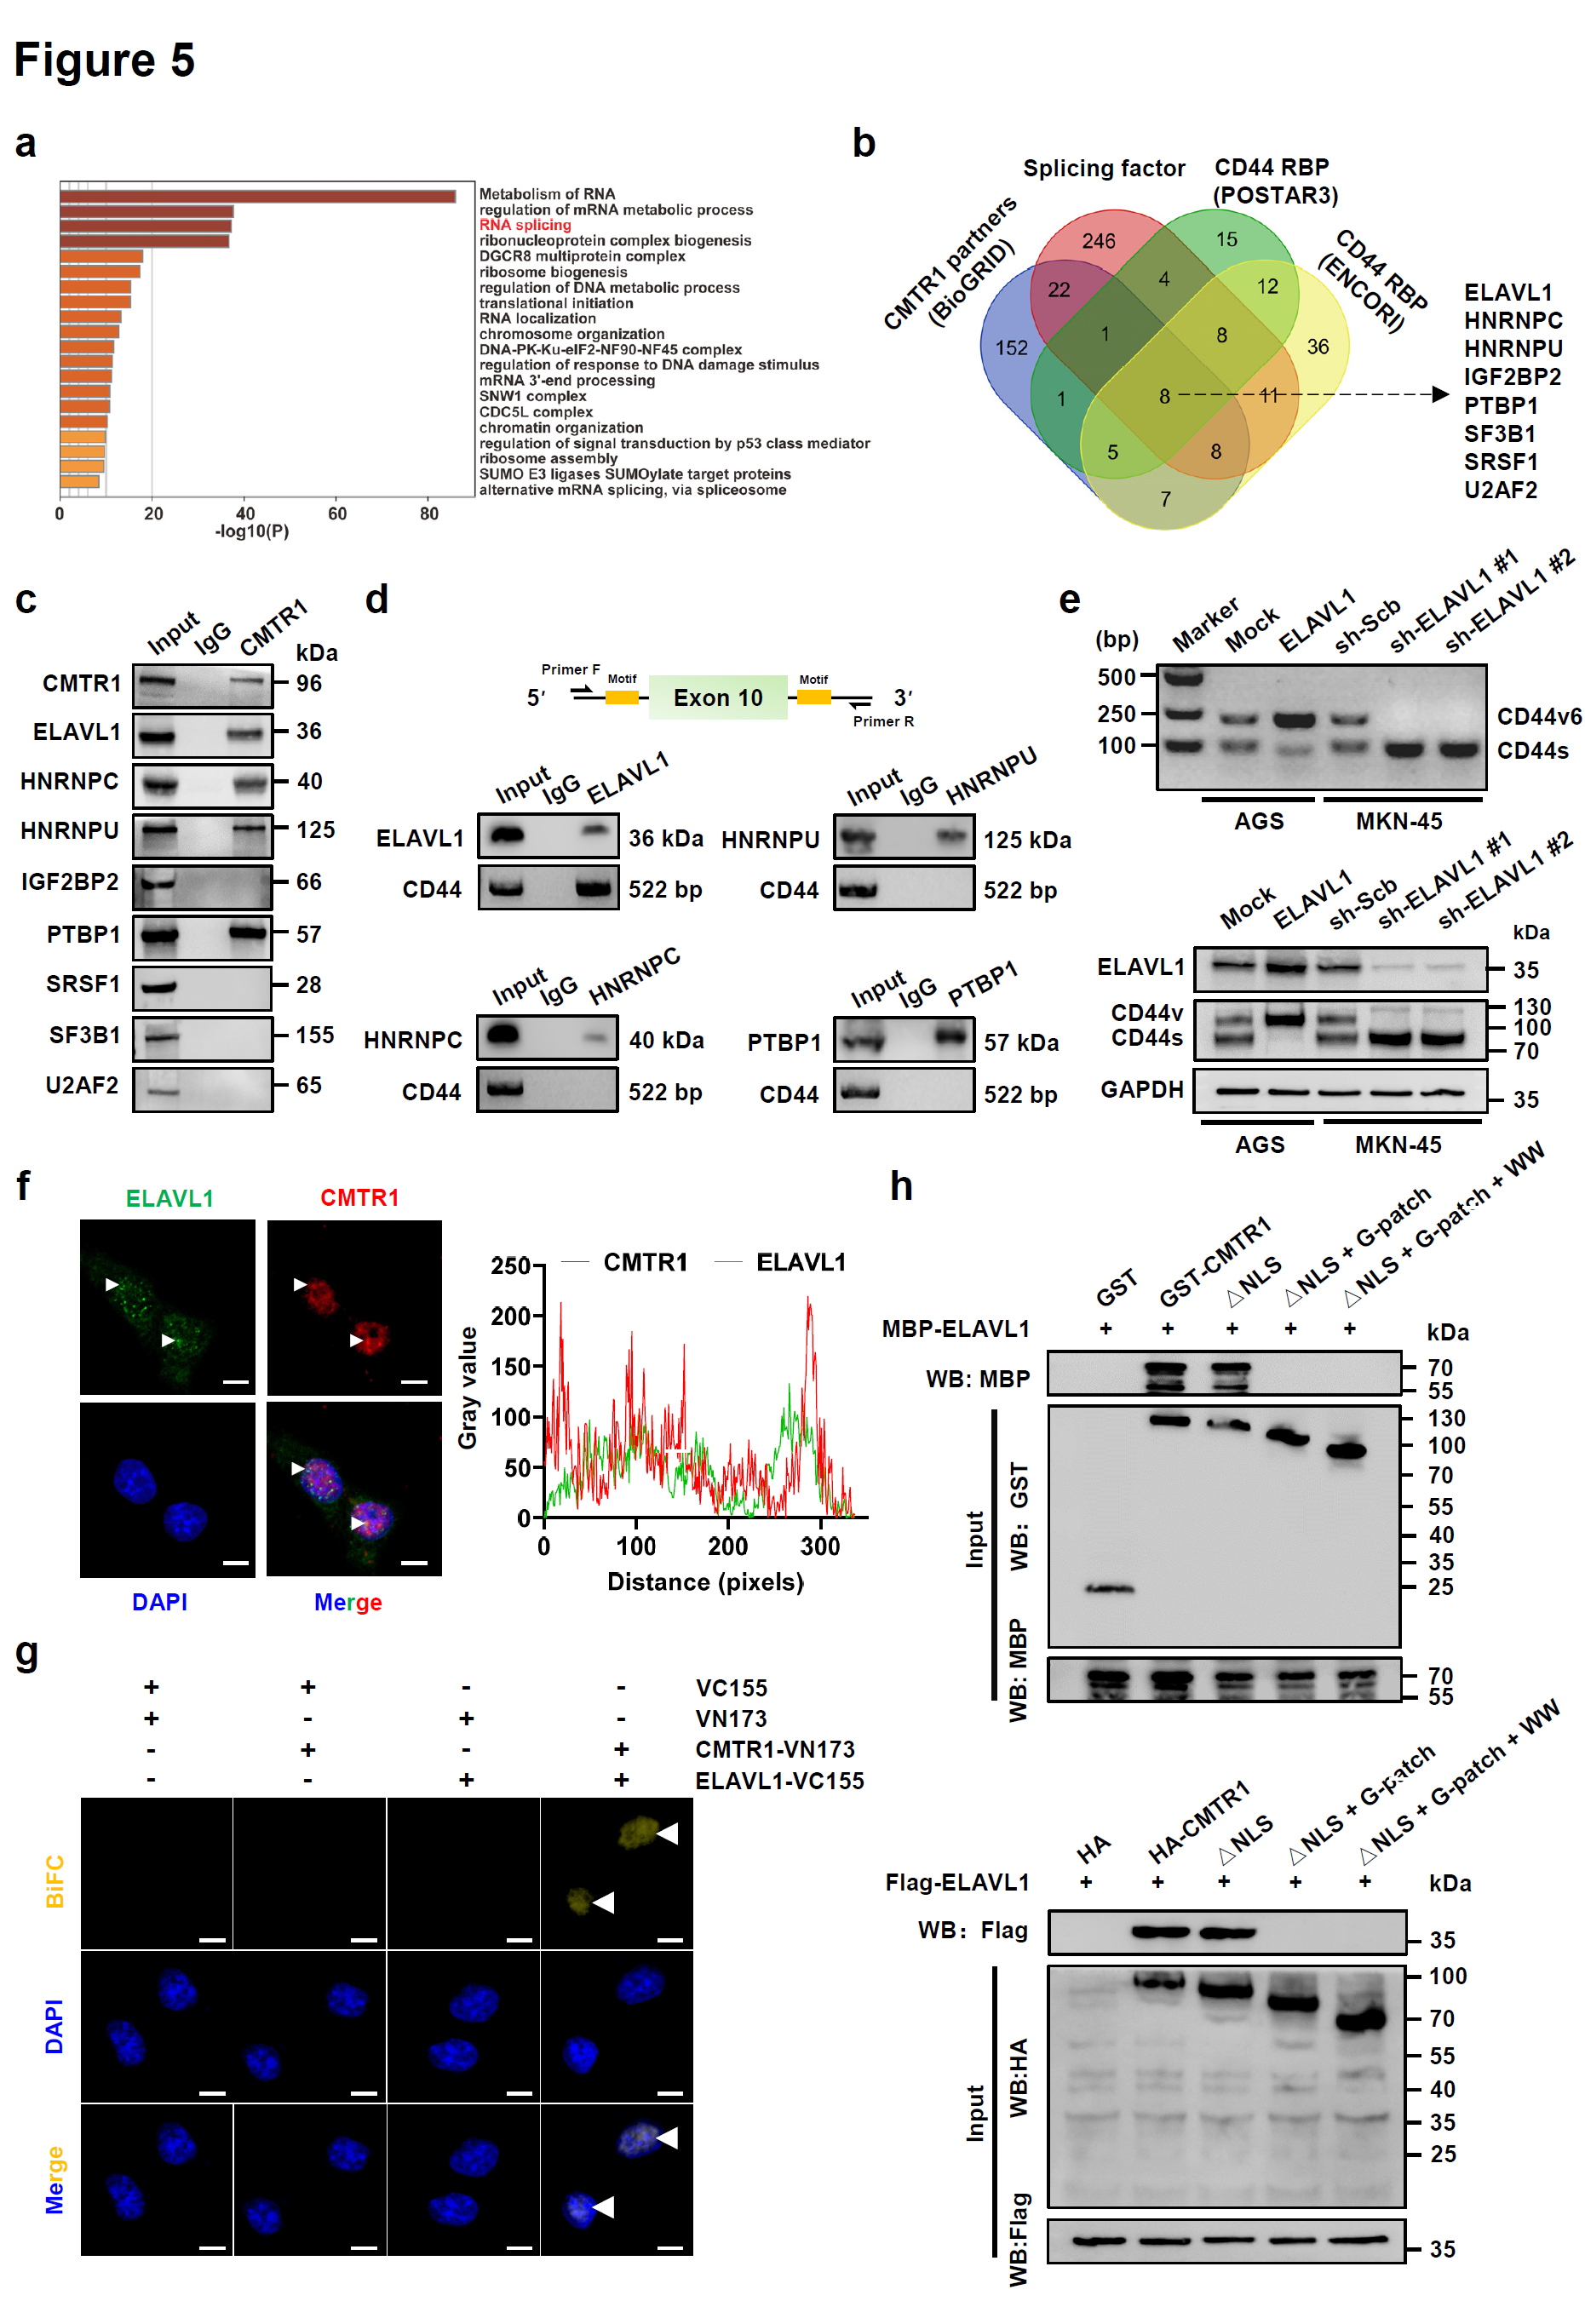 Figure 5
a
Metabolism of RNA
regulation of mRNA metabolic process
RNA splicing
ribonucleoprotein complex biogenesis
DGCR8 multiprotein complex
ribosome biogenesis
regulation of DNA metabolic process
translational initiation
RNA localization
chromosome organization
DNA-PK-Ku-eIF2-NF90-NF45 complex
regulation of response to DNA damage stimulus
mRNA 3'-end processing
SNW1 complex
CDC5L complex
chromatin organization
regulation of signal transduction by p53 class mediator
ribosome assembly
SUMO E3 ligases SUMOylate target proteins
alternative mRNA splicing, via spliceosome
0 20 40 60 80
-log10(P)
b
CMTR1 partners
(BioGRID)
Splicing factor
CD44 RBP
(POSTAR3)
CD44 RBP
(ENCORI)
246 15
22 4 12
152 1 8 36
1 8 11
5 8
7
ELAVL1
HNRNPC
HNRNPU
IGF2BP2
PTBP1
SF3B1
SRSF1
U2AF2
c
Input IgG CMTR1
kDa
CMTR1 96
ELAVL1 36
HNRNPC 40
HNRNPU 125
IGF2BP2 66
PTBP1 57
SRSF1 28
SF3B1 155
U2AF2 65
d
Primer F
Motif Motif
5′ Exon 10 3′
Primer R
Input IgG ELAVL1
ELAVL1 36 kDa
CD44 522 bp
Input IgG HNRNPU
HNRNPU 125 kDa
CD44 522 bp
Input IgG HNRNPC
HNRNPC 40 kDa
CD44 522 bp
Input IgG PTBP1
PTBP1 57 kDa
CD44 522 bp
e
(bp) Marker Mock ELAVL1 sh-Scb sh-ELAVL1 #1 sh-ELAVL1 #2
500
250 CD44v6
100 CD44s
AGS MKN-45
Mock ELAVL1 sh-Scb sh-ELAVL1 #1 sh-ELAVL1 #2
kDa
ELAVL1 35
CD44v 130
100
CD44s 70
GAPDH 35
AGS MKN-45
f
ELAVL1 CMTR1
DAPI Merge
CMTR1 ELAVL1
Gray value
250
200
150
100
50
0
0 100 200 300
Distance (pixels)
g
+ + - - VC155
+ - + - VN173
- + - + CMTR1-VN173
- - + + ELAVL1-VC155
BiFC
DAPI
Merge
h
GST GST-CMTR1 △NLS △NLS + G-patch △NLS + G-patch + WW
MBP-ELAVL1 + + + + + kDa
WB: MBP 70
55
Input
WB: GST
130
100
70
55
40
35
25
WB: MBP
70
55
HA HA-CMTR1 △NLS △NLS + G-patch △NLS + G-patch + WW
Flag-ELAVL1 + + + + + kDa
WB: Flag 35
Input
WB:HA
100
70
55
40
35
25
WB:Flag
35